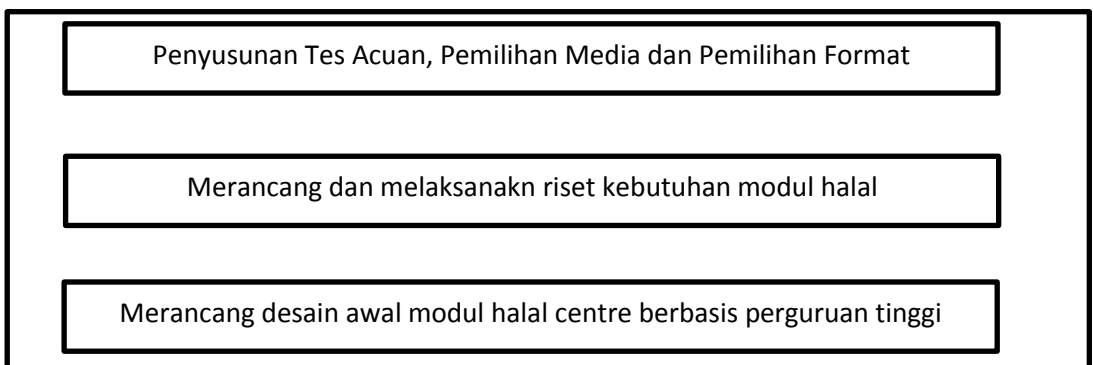 Penyusunan Tes Acuan, Pemilihan Media dan Pemilihan Format
Merancang dan melaksanakn riset kebutuhan modul halal
Merancang desain awal modul halal centre berbasis perguruan tinggi